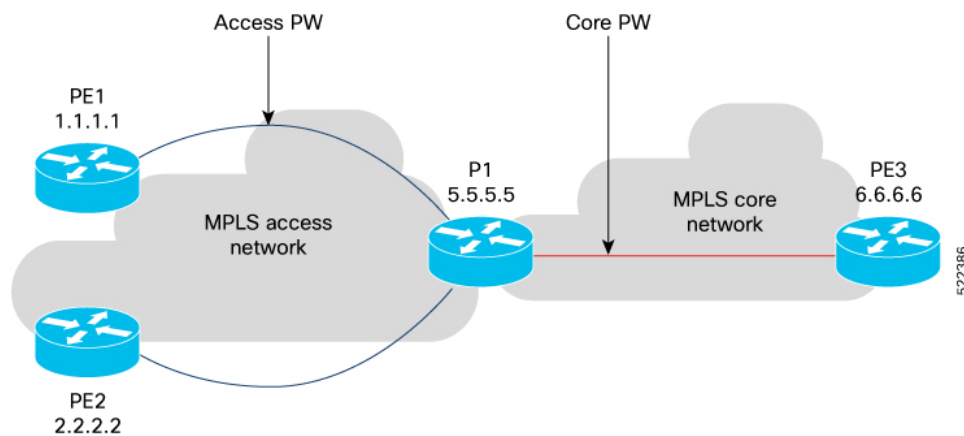 Access PW
Core PW
PE1
1.1.1.1
P1
5.5.5.5
PE3
6.6.6.6
MPLS access
network
MPLS core
network
PE2
2.2.2.2
522386